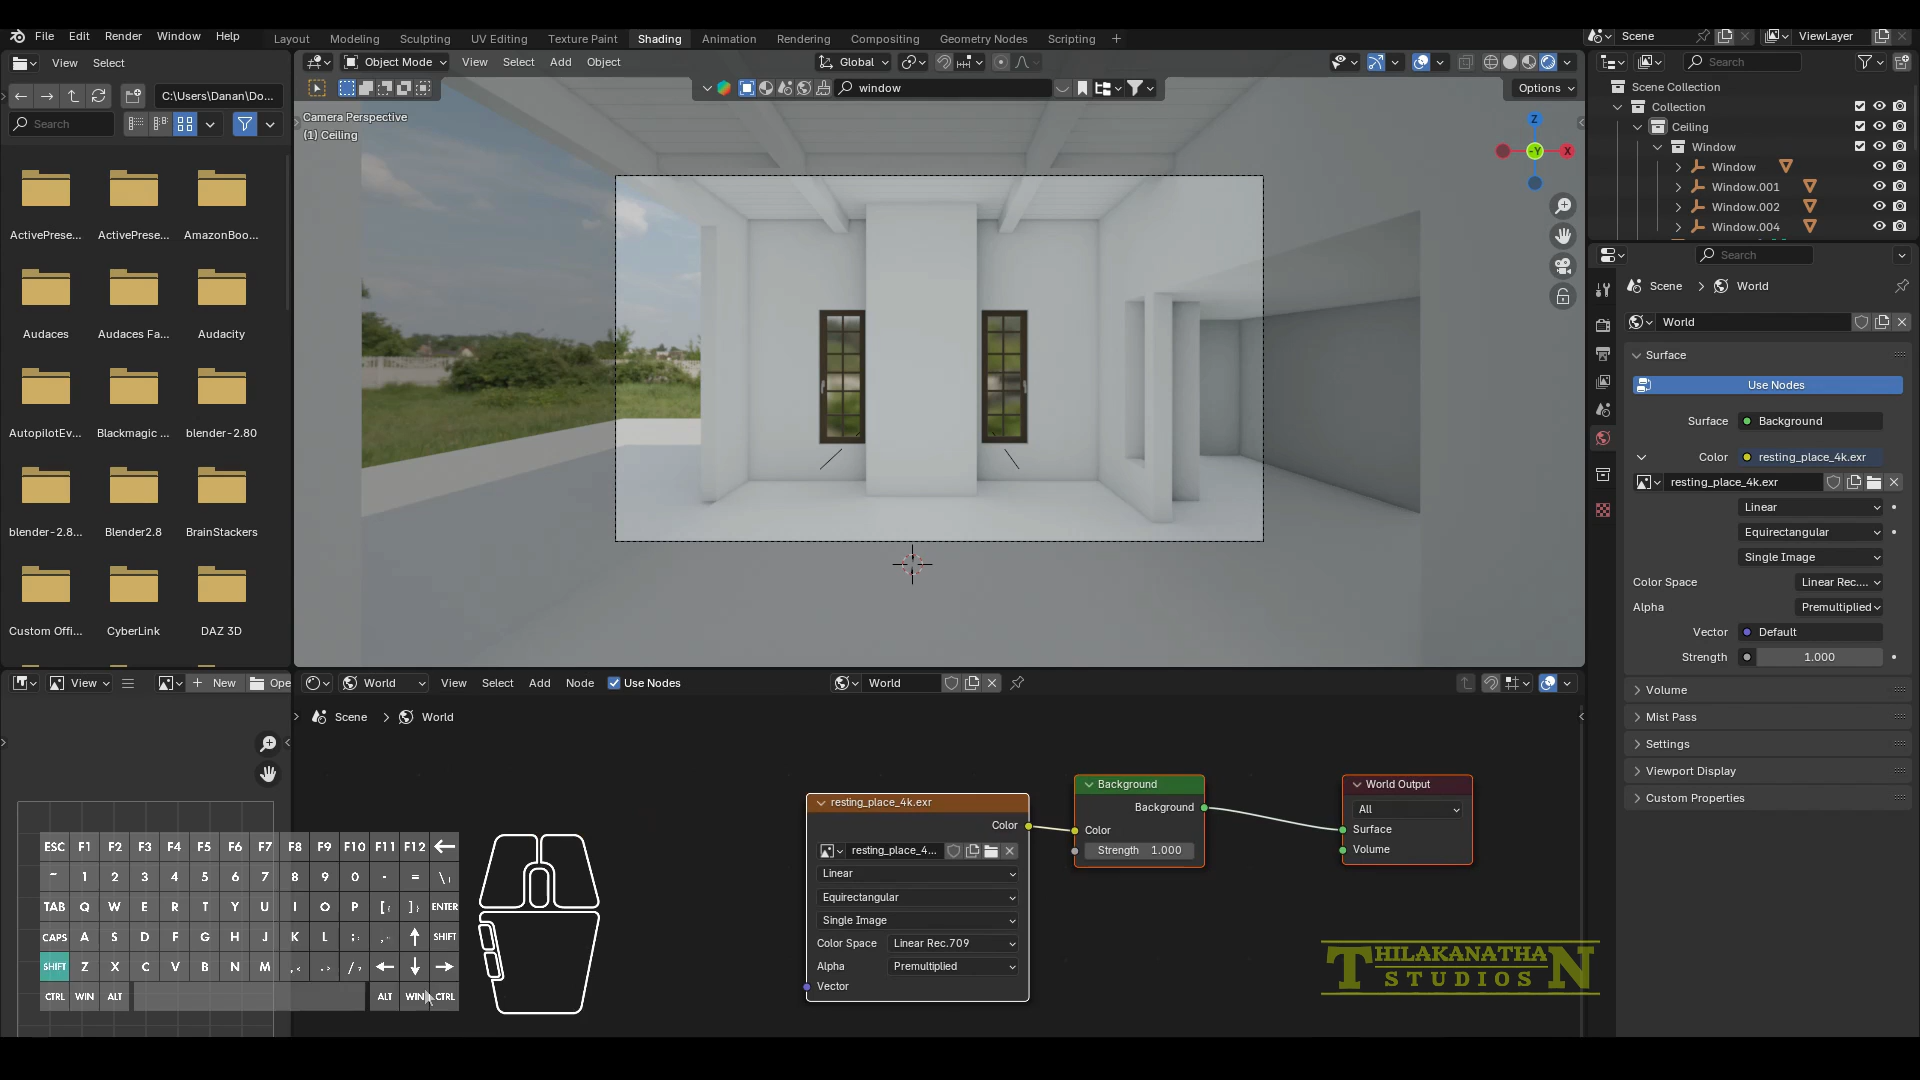 File Edit Render Window Help
Layout Modeling Sculpting UV Editing Texture Paint Shading Animation Rendering Compositing Geometry Nodes Scripting +
Scene
ViewLayer
View Select
Object Mode View Select Add Object
Global
Search
C:\Users\Danan\Do...
window
Options
Scene Collection
Collection
Ceiling
Window
Window
Window.001
Window.002
Window.004
Search
Camera Perspective
(1) Ceiling
Z
-Y
X
ActivePrese... ActivePrese... AmazonBoo...
Audaces Audaces Fa... Audacity
AutopilotEv... Blackmagic ... blender-2.80
blender-2.8... Blender2.8 BrainStackers
Custom Offi... CyberLink DAZ 3D
Search
Scene > World
World
Surface
Use Nodes
Surface Background
Color resting_place_4k.exr
resting_place_4k.exr
Linear
Equirectangular
Single Image
Color Space Linear Rec....
Alpha Premultiplied
Vector Default
Strength 1.000
Volume
Mist Pass
Settings
Viewport Display
Custom Properties
View + New Ope
World View Select Add Node Use Nodes World
Scene > World
resting_place_4k.exr
Color
resting_place_4...
Linear
Equirectangular
Single Image
Color Space Linear Rec.709
Alpha Premultiplied
Vector
Background
Background
Color
Strength 1.000
World Output
All
Surface
Volume
ESC F1 F2 F3 F4 F5 F6 F7 F8 F9 F10 F11 F12 ←
~ 1 2 3 4 5 6 7 8 9 0 - = \|
TAB Q W E R T Y U I O P [{ ]} ENTER
CAPS A S D F G H J K L ;: ,. ↑ SHIFT
SHIFT Z X C V B N M ,< .> /? ← ↓ →
CTRL WIN ALT ALT WIN CTRL
THILAKANATHAN
STUDIOS